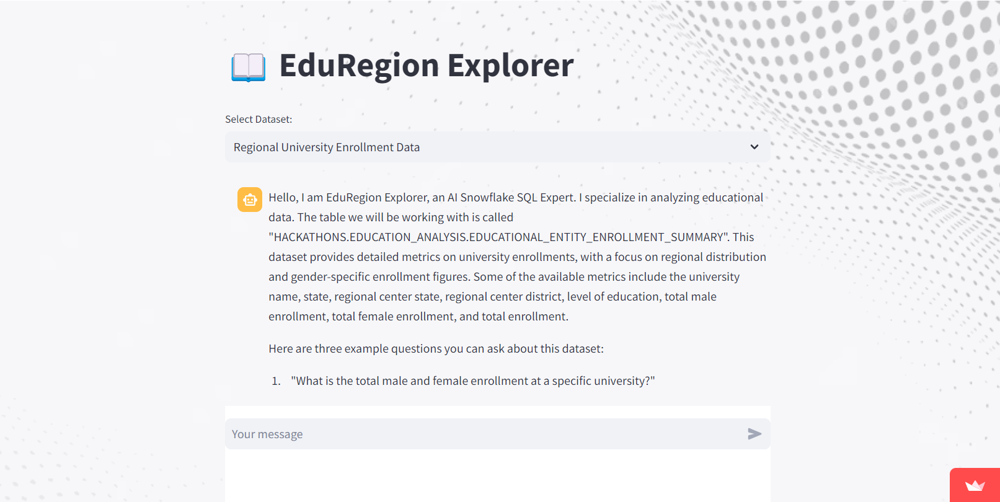 EduRegion Explorer
Select Dataset:
Regional University Enrollment Data
Hello, I am EduRegion Explorer, an AI Snowflake SQL Expert. I specialize in analyzing educational
data. The table we will be working with is called
"HACKATHONS.EDUCATION_ANALYSIS.EDUCATIONAL_ENTITY_ENROLLMENT_SUMMARY". This
dataset provides detailed metrics on university enrollments, with a focus on regional distribution
and gender-specific enrollment figures. Some of the available metrics include the university
name, state, regional center state, regional center district, level of education, total male
enrollment, total female enrollment, and total enrollment.
Here are three example questions you can ask about this dataset:
1. "What is the total male and female enrollment at a specific university?"
Your message